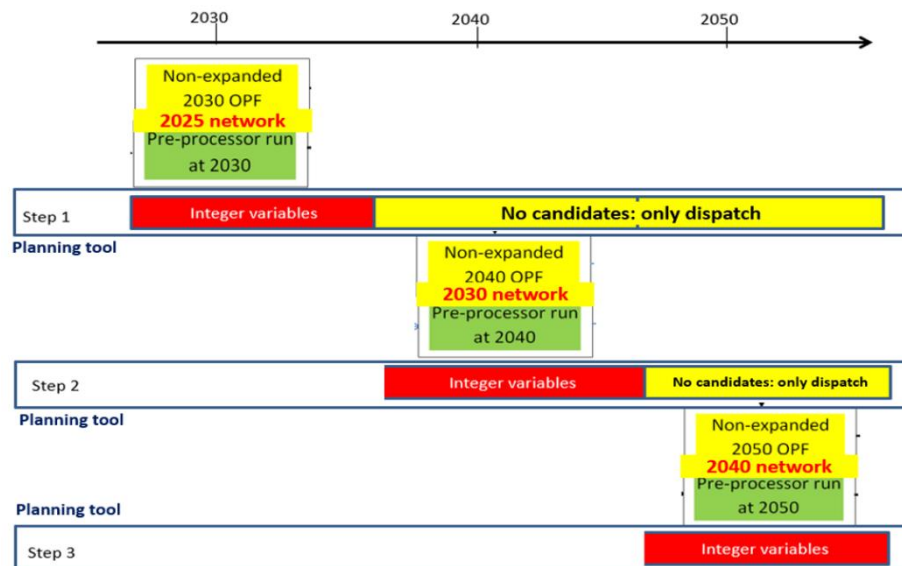 2030
2040
2050
Non-expanded
2030 OPF
2025 network
Pre-processor run
at 2030
Step 1
Integer variables
No candidates: only dispatch
Planning tool
Non-expanded
2040 OPF
2030 network
Pre-processor run
at 2040
Step 2
Integer variables
No candidates: only dispatch
Planning tool
Non-expanded
2050 OPF
2040 network
Pre-processor run
at 2050
Planning tool
Step 3
Integer variables